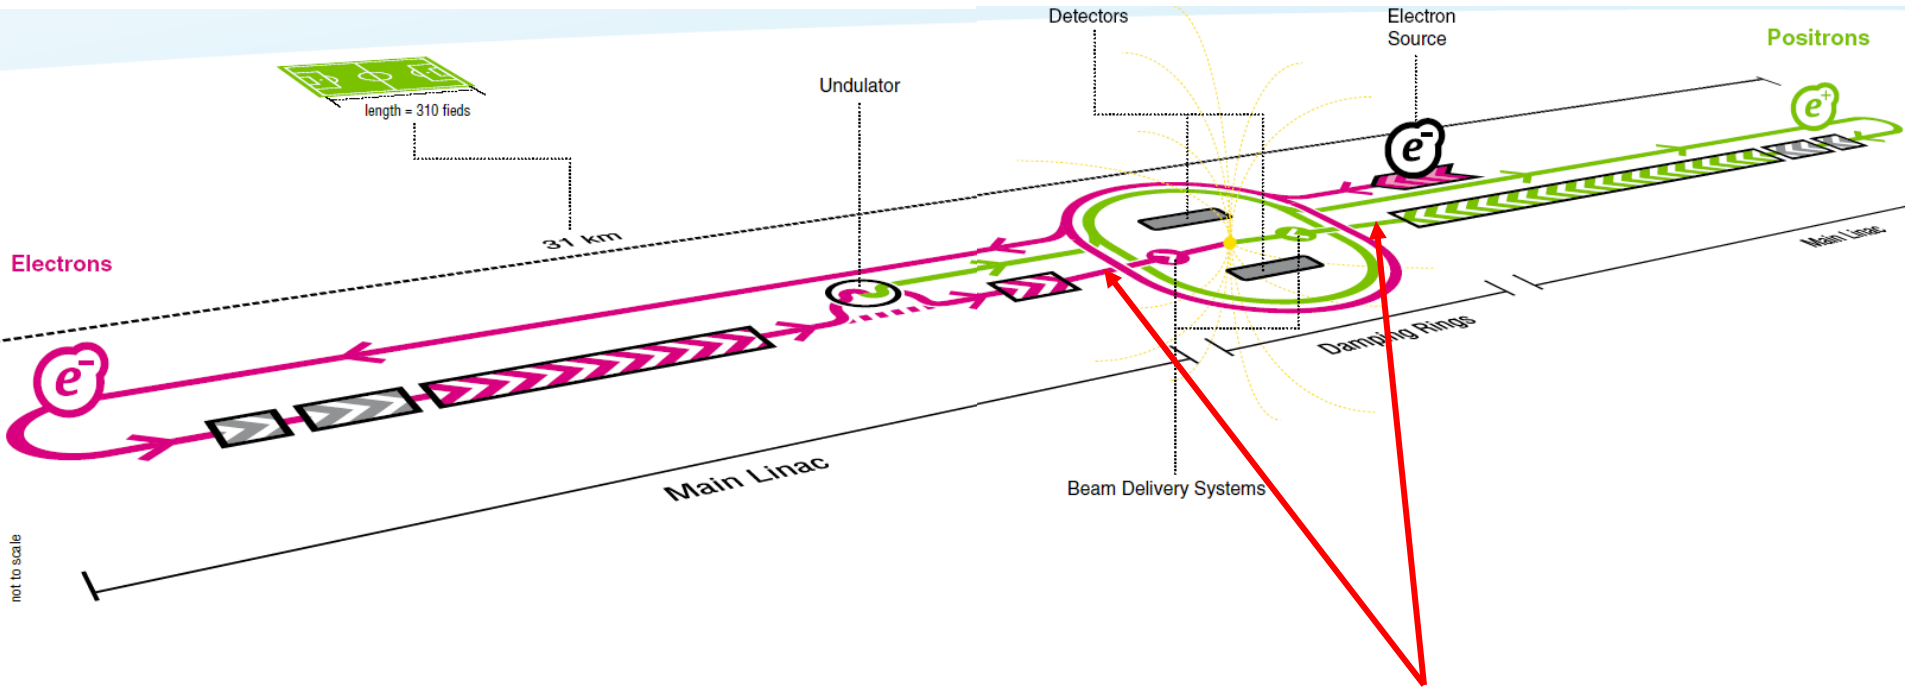 Detectors
Electron
Source
Positrons
Undulator
length = 310 fieds
e+
e-
31 km
Electrons
Main Linac
e-
Damping Rings
Main Linac
Beam Delivery Systems
not to scale